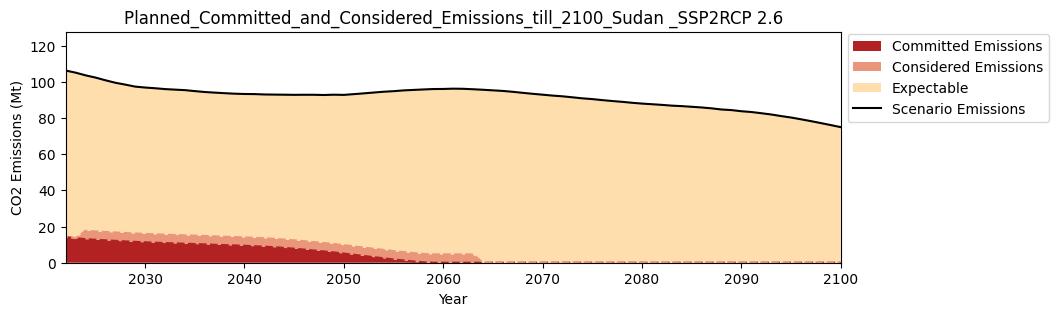 Planned_Committed_and_Considered_Emissions_till_2100_Sudan _SSP2RCP 2.6
CO2 Emissions (Mt)
120
100
80
60
40
20
0
2030 2040 2050 2060 2070 2080 2090 2100
Year
Committed Emissions
Considered Emissions
Expectable
Scenario Emissions